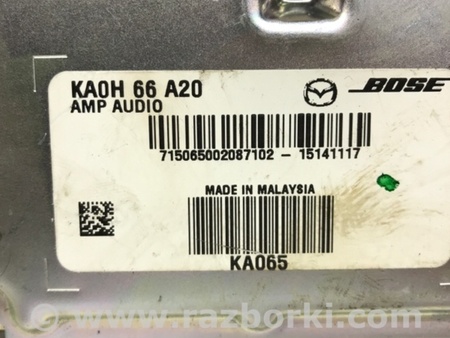 KA0H 66 A20
AMP AUDIO
BOSE
715065002087102 - 15141117
MADE IN MALAYSIA
KA065
www.razborki.com